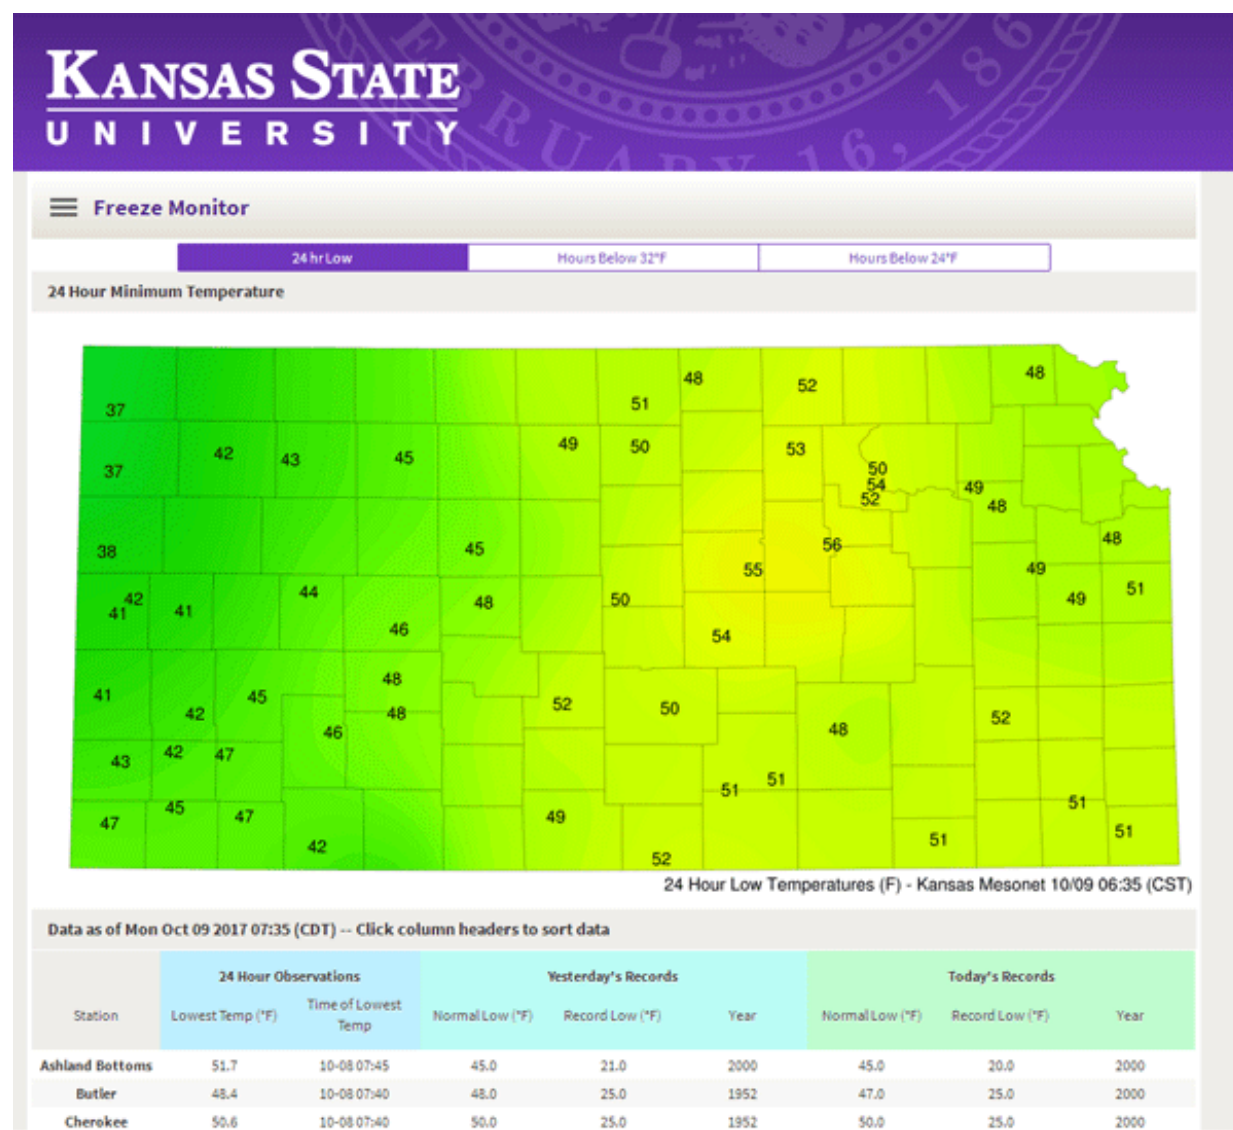 FEBRUARY 16, 186
KANSAS STATE
UNIVERSITY
Freeze Monitor
24 hr Low Hours Below 32°F Hours Below 24°F
24 Hour Minimum Temperature
48 48
37 51 52
42 43 45 49 50 53
37 50
54
52 49
48
38 45 56 48
55 49
42 44 51
41 41 48 50 49
46 54
48
41 42 45 48 52 50 52
46 48
43 42 47
51 51
47 45 47 49 51
42 51 51
52
24 Hour Low Temperatures (F) - Kansas Mesonet 10/09 06:35 (CST)
Data as of Mon Oct 09 2017 07:35 (CDT) -- Click column headers to sort data
24 Hour Observations Yesterday's Records Today's Records
Station Lowest Temp (°F) Time of Lowest Temp Normal Low (°F) Record Low (°F) Year Normal Low (°F) Record Low (°F) Year
Ashland Bottoms 51.7 10-08 07:45 45.0 21.0 2000 45.0 20.0 2000
Butler 48.4 10-08 07:40 48.0 25.0 1952 47.0 25.0 2000
Cherokee 50.6 10-08 07:40 50.0 25.0 1952 50.0 25.0 2000